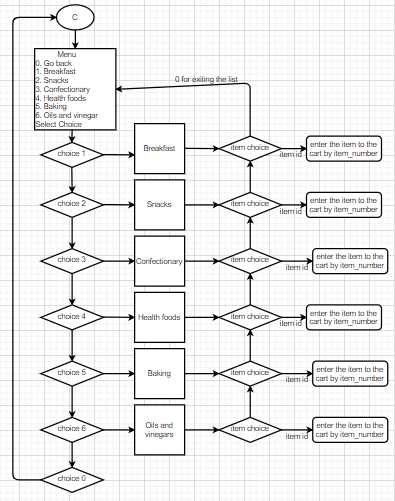 C
Menu
0. Go back
1. Breakfast
2. Snacks
3. Confectionary
4. Health foods
5. Baking
6. Oils and vinegar
Select Choice
0 for exiting the list
choice 1
Breakfast
item choice
item id
enter the item to the
cart by item_number
choice 2
Snacks
item choice
item id
enter the item to the
cart by item_number
choice 3
Confectionary
item choice
item id
enter the item to the
cart by item_number
choice 4
Health foods
item choice
item id
enter the item to the
cart by item_number
choice 5
Baking
item choice
item id
enter the item to the
cart by item_number
choice 6
Oils and
vinegars
item choice
item id
enter the item to the
cart by item_number
choice 0